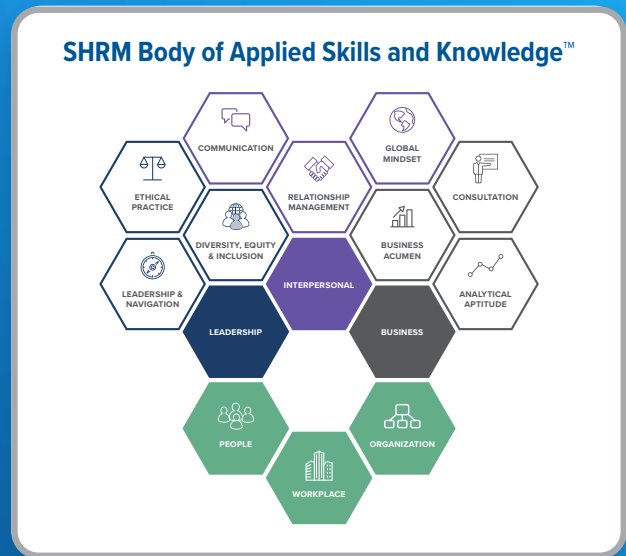 SHRM Body of Applied Skills and Knowledge™
COMMUNICATION
GLOBAL
MINDSET
ETHICAL
PRACTICE
RELATIONSHIP
MANAGEMENT
CONSULTATION
DIVERSITY, EQUITY
& INCLUSION
BUSINESS
ACUMEN
LEADERSHIP &
NAVIGATION
INTERPERSONAL
ANALYTICAL
APTITUDE
LEADERSHIP
BUSINESS
PEOPLE
ORGANIZATION
WORKPLACE